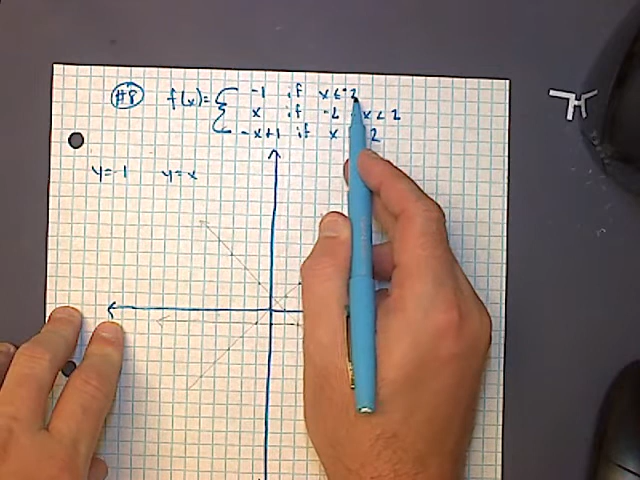 #8 f(x)= { -1 if x<-2
x if -2 x<2
-x+1 if x 2
y=-1 y=x